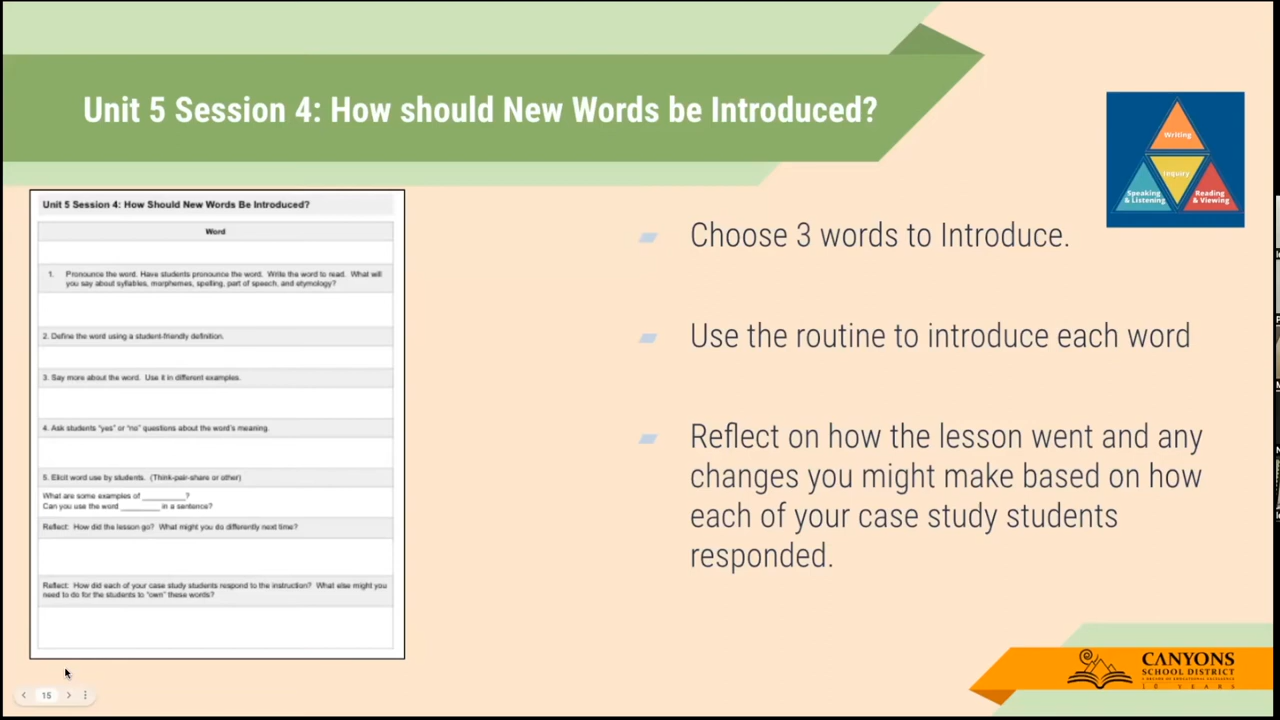 Unit 5 Session 4: How should New Words be Introduced?
Writing
Inquiry
Speaking
& Listening
Reading
& Viewing
Unit 5 Session 4: How Should New Words Be Introduced?
Word
1. Pronounce the word. Have students pronounce the word. Write the word to read. What will
you say about syllables, morphemes, spelling, part of speech, and etymology?
2. Define the word using a student-friendly definition.
3. Say more about the word. Use it in different examples.
4. Ask students "yes" or "no" questions about the word's meaning.
5. Elicit word use by students. (Think-pair-share or other)
What are some examples of __________?
Can you use the word _________ in a sentence?
Reflect: How did the lesson go? What might you do differently next time?
Reflect: How did each of your case study students respond to the instruction? What else might you
need to do for the students to "own" these words?
Choose 3 words to Introduce.
Use the routine to introduce each word
Reflect on how the lesson went and any
changes you might make based on how
each of your case study students
responded.
CANYONS
SCHOOL DISTRICT
10 YEARS
15